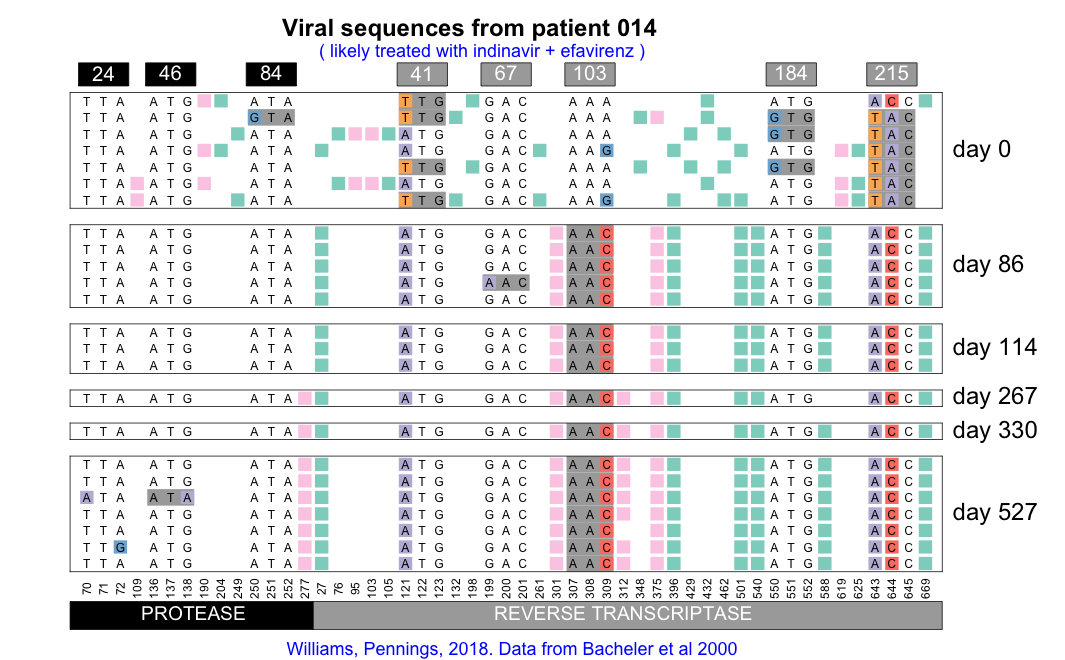 Viral sequences from patient 014
( likely treated with indinavir + efavirenz )
24 46 84 41 67 103 184 215
T T A A T G A T A T T G G A C A A A A T G A C C
T T A A T G G T A T T G G A C A A A G T G T A C
T T A A T G A T A A T G G A C A A A G T G T A C
T T A A T G A T A A T G G A C A A G A T G T A C day 0
T T A A T G A T A T T G G A C A A A G T G T A C
T T A A T G A T A A T G G A C A A A A T G T A C
T T A A T G A T A T T G G A C A A G A T G T A C
T T A A T G A T A A T G G A C A A C A T G A C C
T T A A T G A T A A T G G A C A A C A T G A C C
T T A A T G A T A A T G G A C A A C A T G A C C day 86
T T A A T G A T A A T G A A C A A C A T G A C C
T T A A T G A T A A T G G A C A A C A T G A C C
T T A A T G A T A A T G G A C A A C A T G A C C
T T A A T G A T A A T G G A C A A C A T G A C C day 114
T T A A T G A T A A T G G A C A A C A T G A C C
T T A A T G A T A A T G G A C A A C A T G A C C day 267
T T A A T G A T A A T G G A C A A C A T G A C C day 330
T T A A T G A T A A T G G A C A A C A T G A C C
T T A A T G A T A A T G G A C A A C A T G A C C
A T A A T A A T A A T G G A C A A C A T G A C C
T T A A T G A T A A T G G A C A A C A T G A C C day 527
T T A A T G A T A A T G G A C A A C A T G A C C
T T G A T G A T A A T G G A C A A C A T G A C C
T T A A T G A T A A T G G A C A A C A T G A C C
70 71 72 109 136 137 138 190 204 249 250 251 252 277 27 76 95 103 105 121 122 123 132 198 199 200 201 261 301 307 308 309 312 348 375 396 429 432 462 501 540 550 551 552 588 619 625 643 644 645 669
PROTEASE REVERSE TRANSCRIPTASE
Williams, Pennings, 2018. Data from Bacheler et al 2000